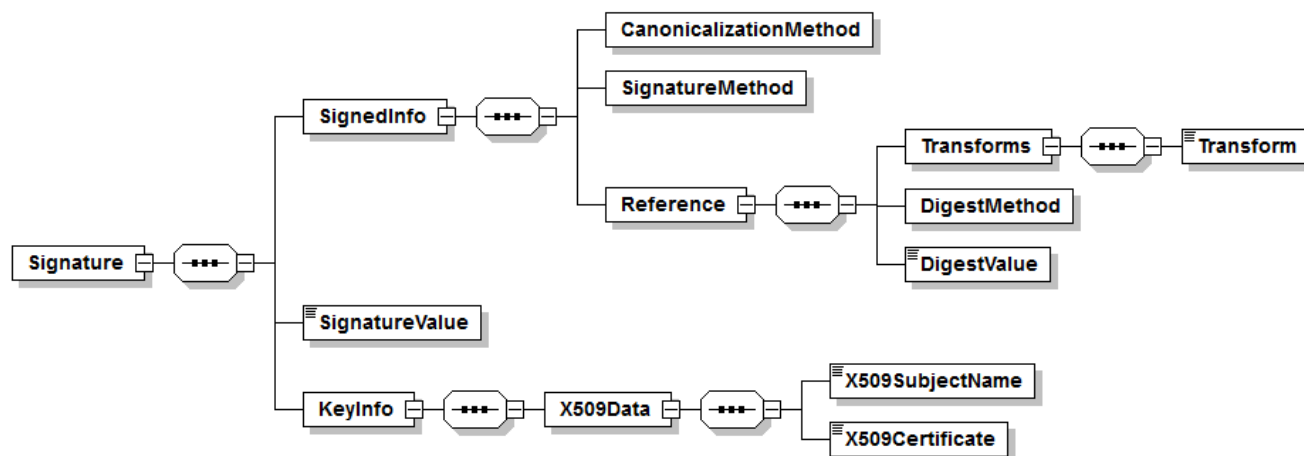 CanonicalizationMethod
SignatureMethod
SignedInfo
Transforms
Transform
Reference
DigestMethod
DigestValue
Signature
SignatureValue
X509SubjectName
KeyInfo
X509Data
X509Certificate